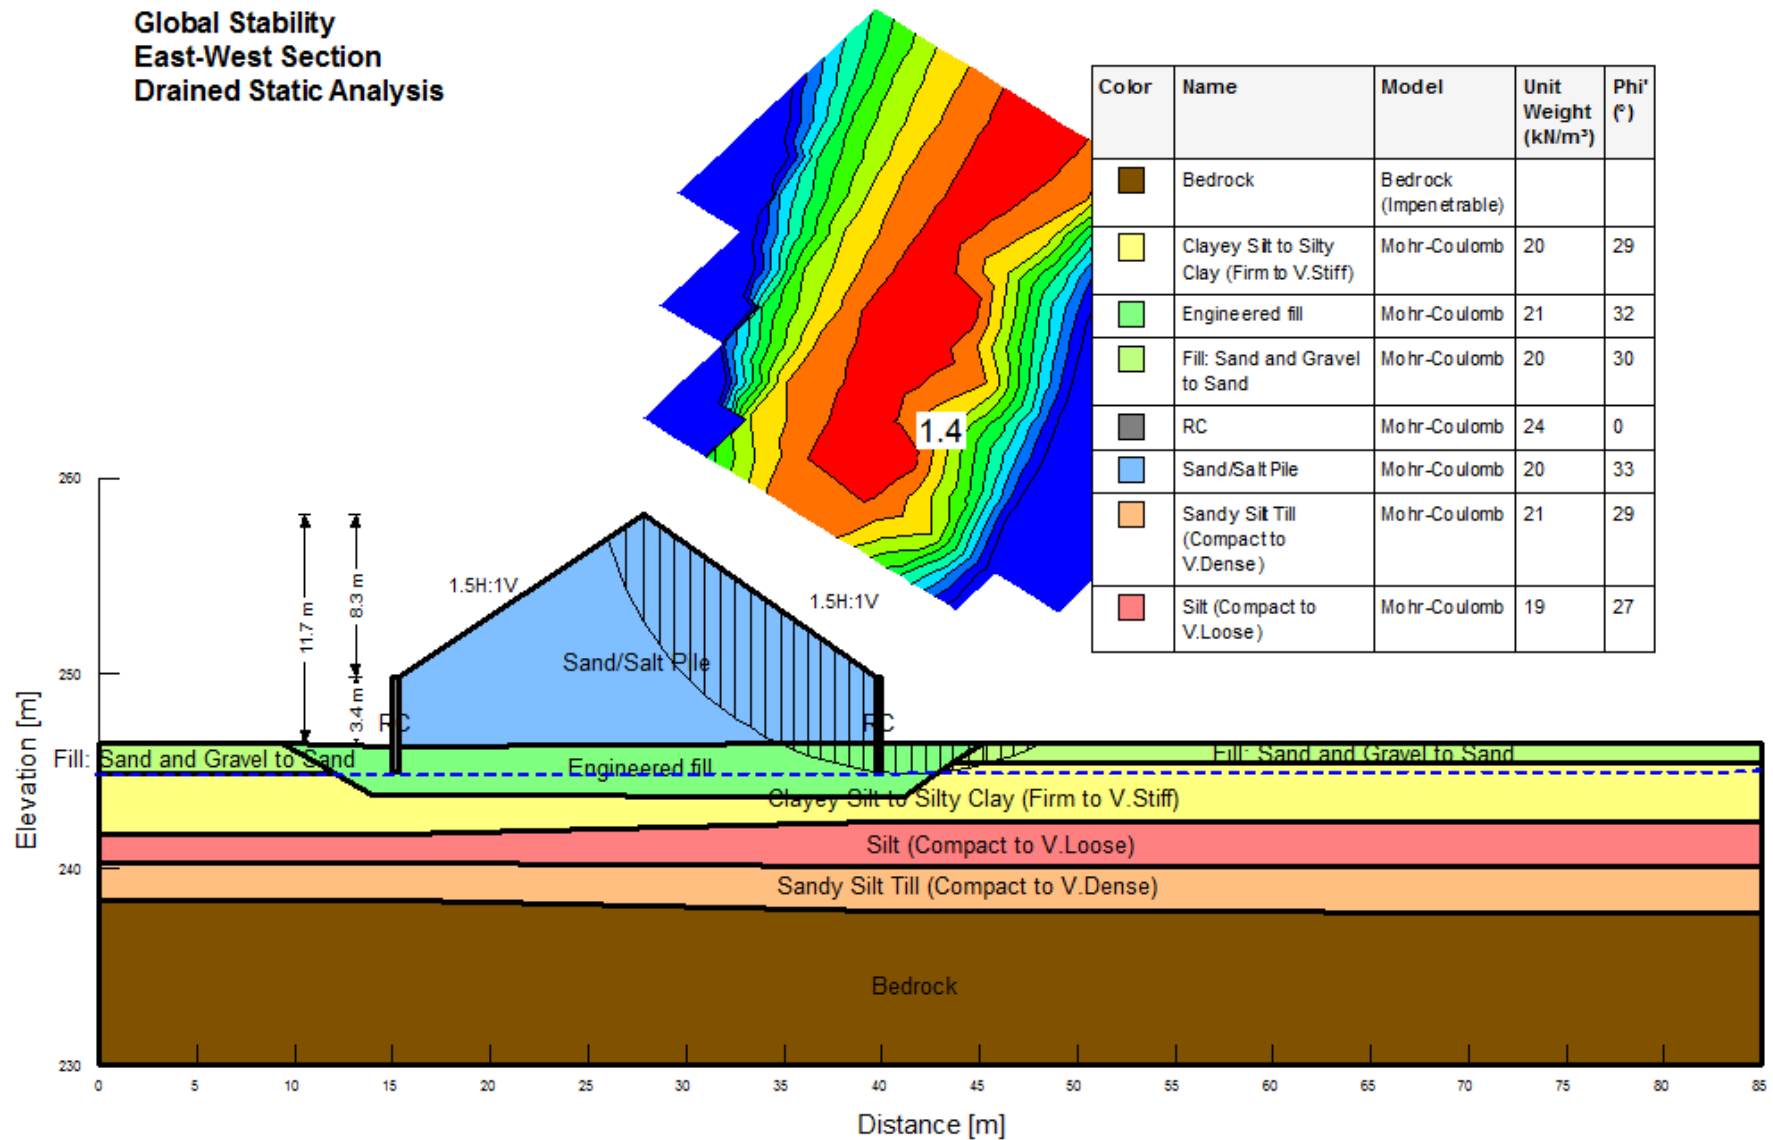 Global Stability
East-West Section
Drained Static Analysis
Color Name Model Unit Weight (kN/m³) Phi' (°)
Bedrock Bedrock (Impenetrable)
Clayey Silt to Silty Clay (Firm to V.Stiff) Mohr-Coulomb 20 29
Engineered fill Mohr-Coulomb 21 32
Fill: Sand and Gravel to Sand Mohr-Coulomb 20 30
RC Mohr-Coulomb 24 0
Sand/Salt Pile Mohr-Coulomb 20 33
Sandy Silt Till (Compact to V.Dense) Mohr-Coulomb 21 29
Silt (Compact to V.Loose) Mohr-Coulomb 19 27
1.4
260
250
240
230
Elevation [m]
11.7 m
8.3 m
3.4 m
1.5H:1V
1.5H:1V
Sand/Salt Pile
RC
RC
Fill: Sand and Gravel to Sand
Engineered fill
Fill: Sand and Gravel to Sand
Clayey Silt to Silty Clay (Firm to V.Stiff)
Silt (Compact to V.Loose)
Sandy Silt Till (Compact to V.Dense)
Bedrock
0 5 10 15 20 25 30 35 40 45 50 55 60 65 70 75 80 85
Distance [m]